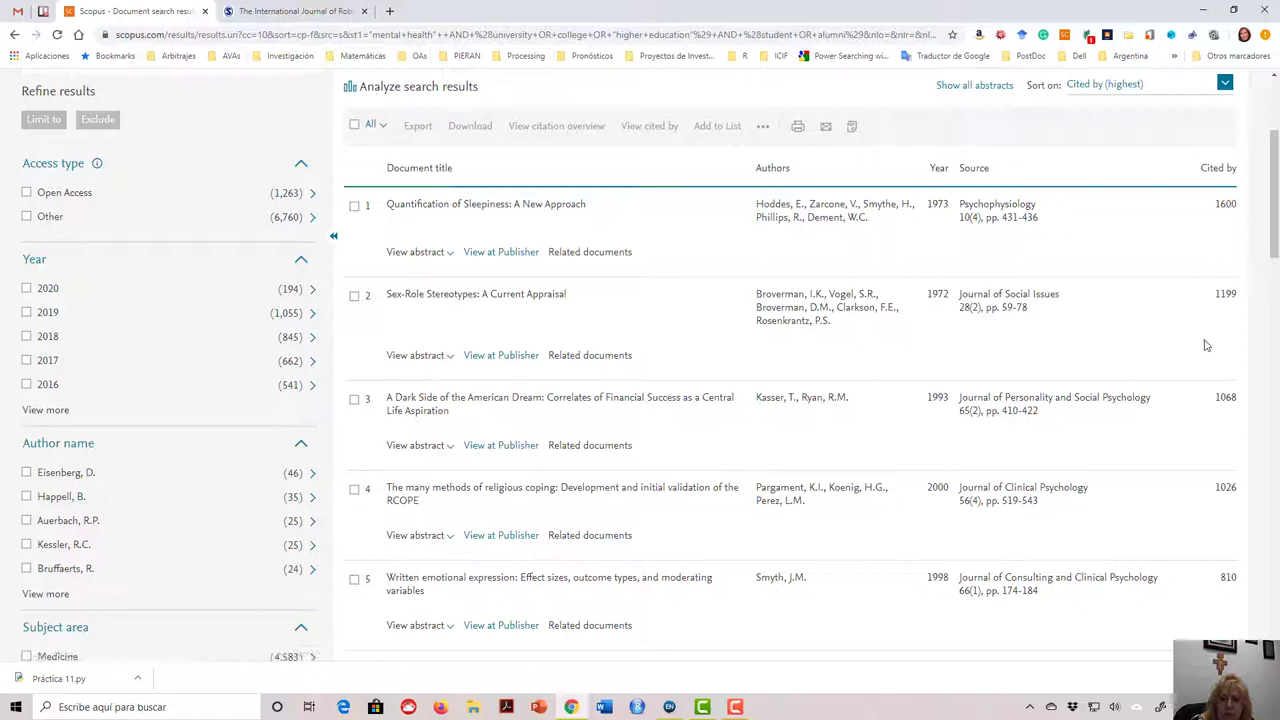 Scopus - Document search result
The International Journal of Rob
scopus.com/results/results.uri?cc=10&sort=cp-f&src=s&st1="mental+health"++AND+%28university+OR+college+OR+"higher+education"%29+AND+%28student+OR+alumni%29&nlo=&nlr=&nl...
Aplicaciones
Bookmarks
Arbitrajes
AVAs
Investigación
Matemáticas
OAs
PIERAN
Processing
Pronósticos
Proyectos de Invest...
R
ICIF
Power Searching wi...
Traductor de Google
PostDoc
Dell
Argentina
Otros marcadores
Refine results
Limit to
Exclude
Analyze search results
Show all abstracts
Sort on:
Cited by (highest)
All
Export
Download
View citation overview
View cited by
Add to List
Document title
Authors
Year
Source
Cited by
Access type
Open Access
(1,263)
Other
(6,760)
Year
2020
(194)
2019
(1,055)
2018
(845)
2017
(662)
2016
(541)
View more
Author name
Eisenberg, D.
(46)
Happell, B.
(35)
Auerbach, R.P.
(25)
Kessler, R.C.
(25)
Bruffaerts, R.
(24)
View more
Subject area
Medicine
(4,583)
1
Quantification of Sleepiness: A New Approach
Hoddes, E., Zarcone, V., Smythe, H.,
Phillips, R., Dement, W.C.
1973
Psychophysiology
10(4), pp. 431-436
1600
View abstract
View at Publisher
Related documents
2
Sex-Role Stereotypes: A Current Appraisal
Broverman, I.K., Vogel, S.R.,
Broverman, D.M., Clarkson, F.E.,
Rosenkrantz, P.S.
1972
Journal of Social Issues
28(2), pp. 59-78
1199
View abstract
View at Publisher
Related documents
3
A Dark Side of the American Dream: Correlates of Financial Success as a Central
Life Aspiration
Kasser, T., Ryan, R.M.
1993
Journal of Personality and Social Psychology
65(2), pp. 410-422
1068
View abstract
View at Publisher
Related documents
4
The many methods of religious coping: Development and initial validation of the
RCOPE
Pargament, K.I., Koenig, H.G.,
Perez, L.M.
2000
Journal of Clinical Psychology
56(4), pp. 519-543
1026
View abstract
View at Publisher
Related documents
5
Written emotional expression: Effect sizes, outcome types, and moderating
variables
Smyth, J.M.
1998
Journal of Consulting and Clinical Psychology
66(1), pp. 174-184
810
View abstract
View at Publisher
Related documents
Práctica 11.py
Escribe aquí para buscar